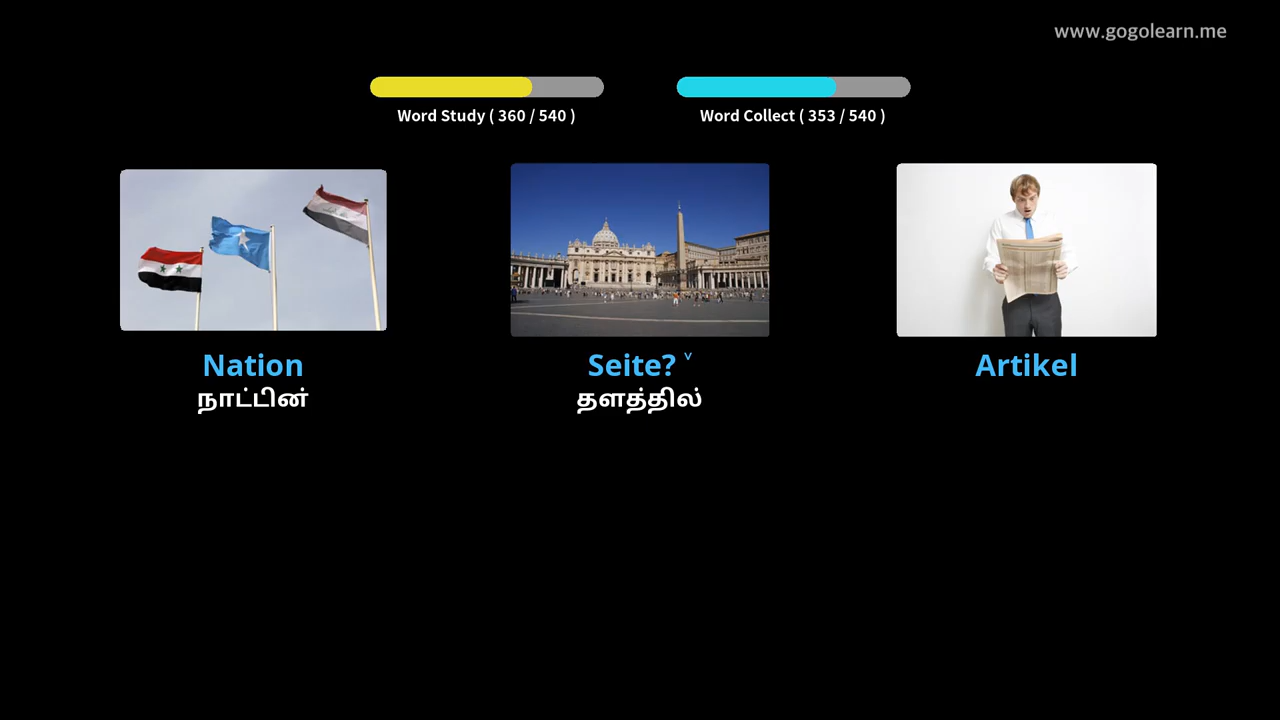 www.gogolearn.me
Word Study ( 360 / 540 )
Word Collect ( 353 / 540 )
Nation
நாட்டின்
Seite? ˅
தளத்தில்
Artikel